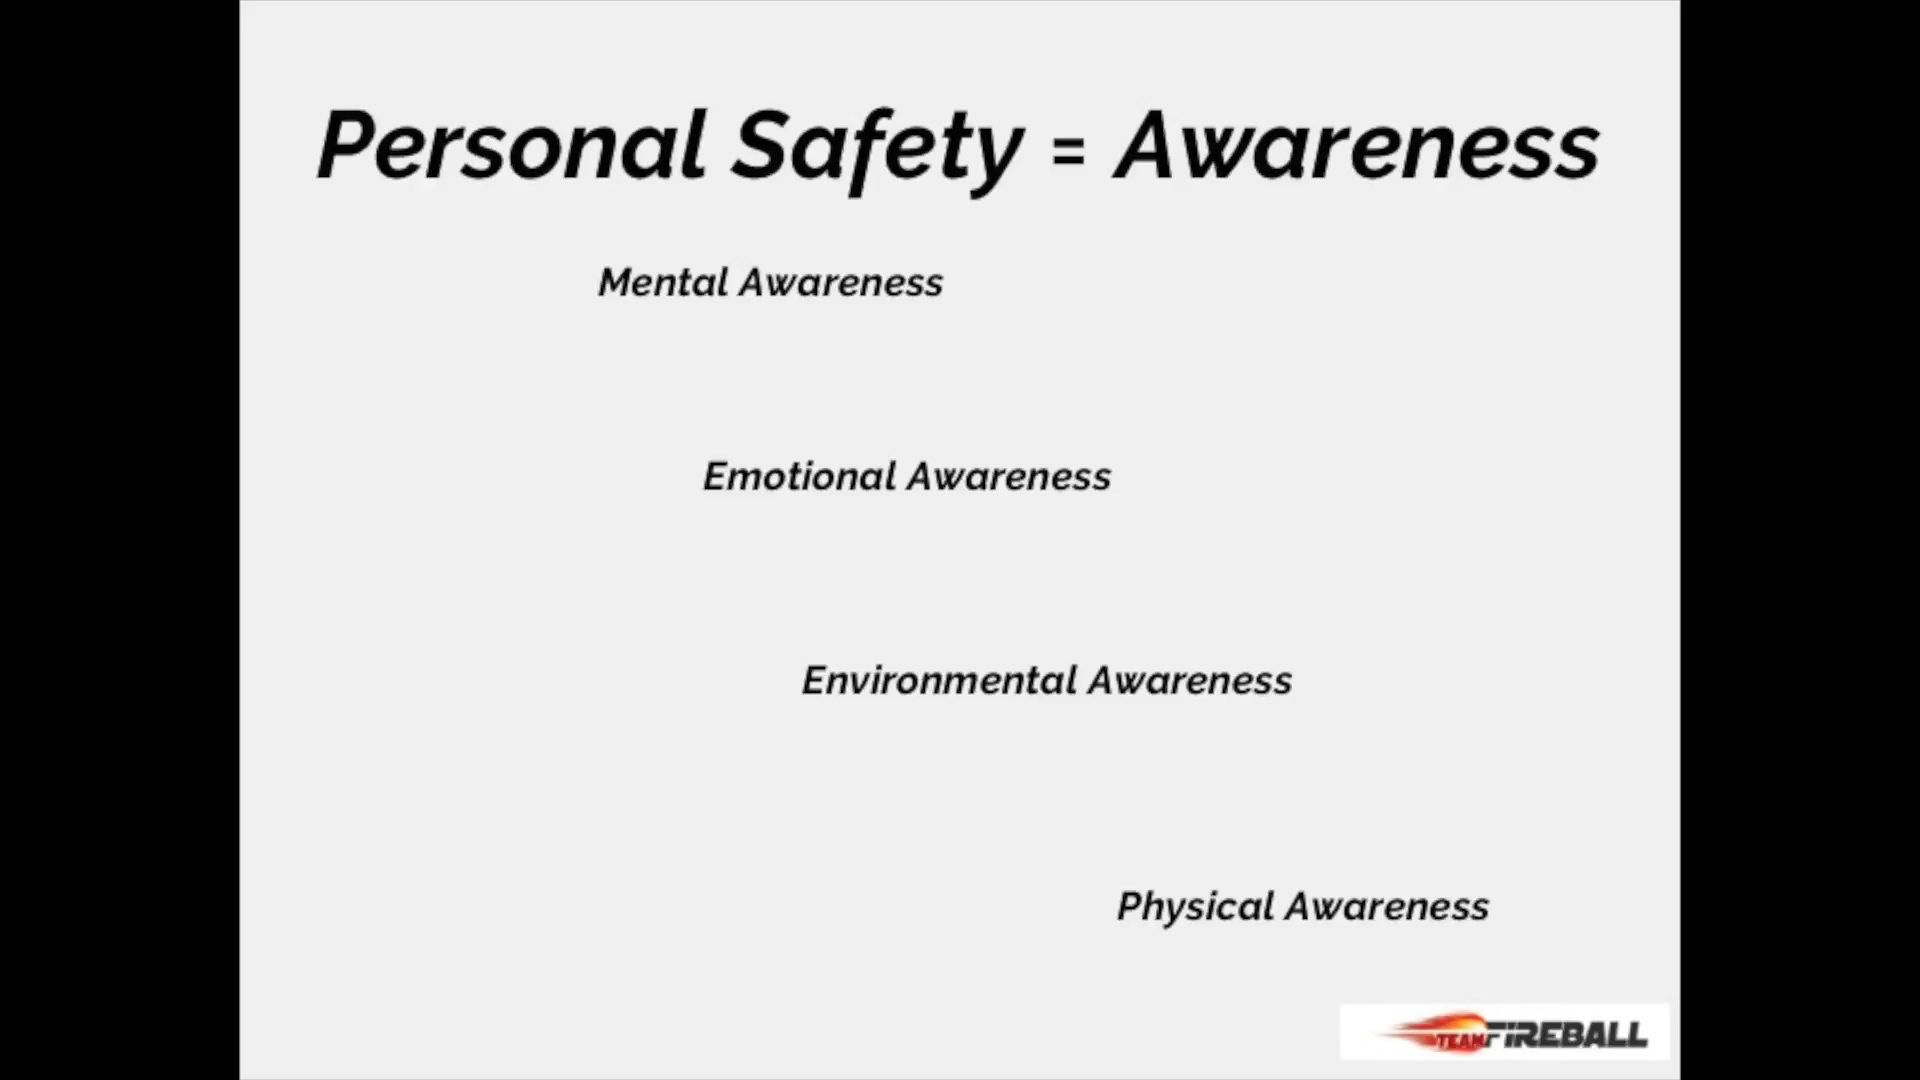 Personal Safety = Awareness
Mental Awareness
Emotional Awareness
Environmental Awareness
Physical Awareness
TEAM FIREBALL